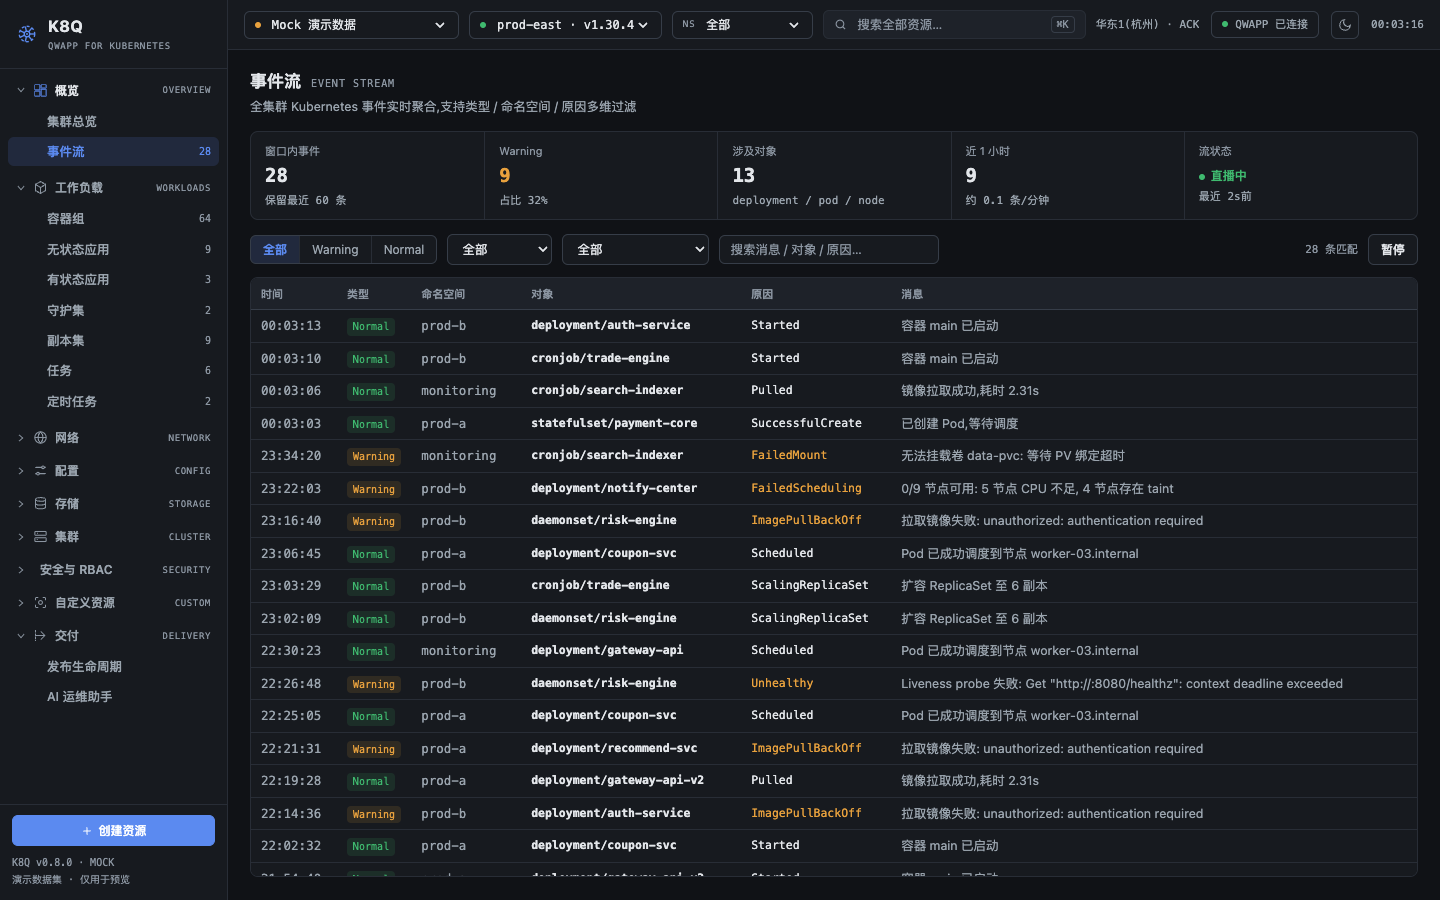 K8Q
QWAPP FOR KUBERNETES
概览 OVERVIEW
集群总览
事件流 28
工作负载 WORKLOADS
容器组 64
无状态应用 9
有状态应用 3
守护集 2
副本集 9
任务 6
定时任务 2
网络 NETWORK
配置 CONFIG
存储 STORAGE
集群 CLUSTER
安全与 RBAC SECURITY
自定义资源 CUSTOM
交付 DELIVERY
发布生命周期
AI 运维助手
+ 创建资源
K8Q v0.8.0 · MOCK
演示数据集 · 仅用于预览
Mock 演示数据 prod-east · v1.30.4 NS 全部 搜索全部资源… ⌘K 华东1(杭州) · ACK QWAPP 已连接 00:03:16
事件流 EVENT STREAM
全集群 Kubernetes 事件实时聚合,支持类型 / 命名空间 / 原因多维过滤
窗口内事件
28
保留最近 60 条
Warning
9
占比 32%
涉及对象
13
deployment / pod / node
近 1 小时
9
约 0.1 条/分钟
流状态
直播中
最近 2s前
全部 Warning Normal 全部 全部 搜索消息 / 对象 / 原因… 28 条匹配 暂停
时间 类型 命名空间 对象 原因 消息
00:03:13 Normal prod-b deployment/auth-service Started 容器 main 已启动
00:03:10 Normal prod-b cronjob/trade-engine Started 容器 main 已启动
00:03:06 Normal monitoring cronjob/search-indexer Pulled 镜像拉取成功,耗时 2.31s
00:03:03 Normal prod-a statefulset/payment-core SuccessfulCreate 已创建 Pod,等待调度
23:34:20 Warning monitoring cronjob/search-indexer FailedMount 无法挂载卷 data-pvc: 等待 PV 绑定超时
23:22:03 Warning prod-b deployment/notify-center FailedScheduling 0/9 节点可用: 5 节点 CPU 不足, 4 节点存在 taint
23:16:40 Warning prod-b daemonset/risk-engine ImagePullBackOff 拉取镜像失败: unauthorized: authentication required
23:06:45 Normal prod-a deployment/coupon-svc Scheduled Pod 已成功调度到节点 worker-03.internal
23:03:29 Normal prod-b cronjob/trade-engine ScalingReplicaSet 扩容 ReplicaSet 至 6 副本
23:02:09 Normal prod-b daemonset/risk-engine ScalingReplicaSet 扩容 ReplicaSet 至 6 副本
22:30:23 Normal monitoring deployment/gateway-api Scheduled Pod 已成功调度到节点 worker-03.internal
22:26:48 Warning prod-b daemonset/risk-engine Unhealthy Liveness probe 失败: Get "http://:8080/healthz": context deadline exceeded
22:25:05 Normal prod-a deployment/coupon-svc Scheduled Pod 已成功调度到节点 worker-03.internal
22:21:31 Warning prod-a deployment/recommend-svc ImagePullBackOff 拉取镜像失败: unauthorized: authentication required
22:19:28 Normal prod-a deployment/gateway-api-v2 Pulled 镜像拉取成功,耗时 2.31s
22:14:36 Warning prod-b deployment/auth-service ImagePullBackOff 拉取镜像失败: unauthorized: authentication required
22:02:32 Normal prod-a deployment/coupon-svc Started 容器 main 已启动